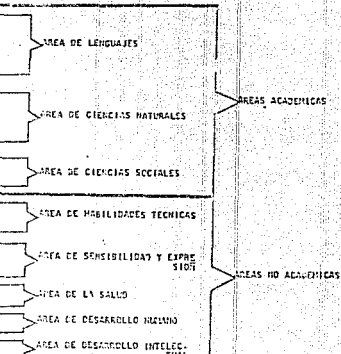 AREA DE LENGUAJES
AREAS ACADEMICAS
AREA DE CIENCIAS NATURALES
AREA DE CIENCIAS SOCIALES
AREA DE HABILIDADES TECNICAS
AREA DE SENSIBILIDAD Y EXPRE
SION
AREAS NO ACADEMICAS
AREA DE LA SALUD
AREA DE DESARROLLO HUMANO
AREA DE DESARROLLO INTELEC-